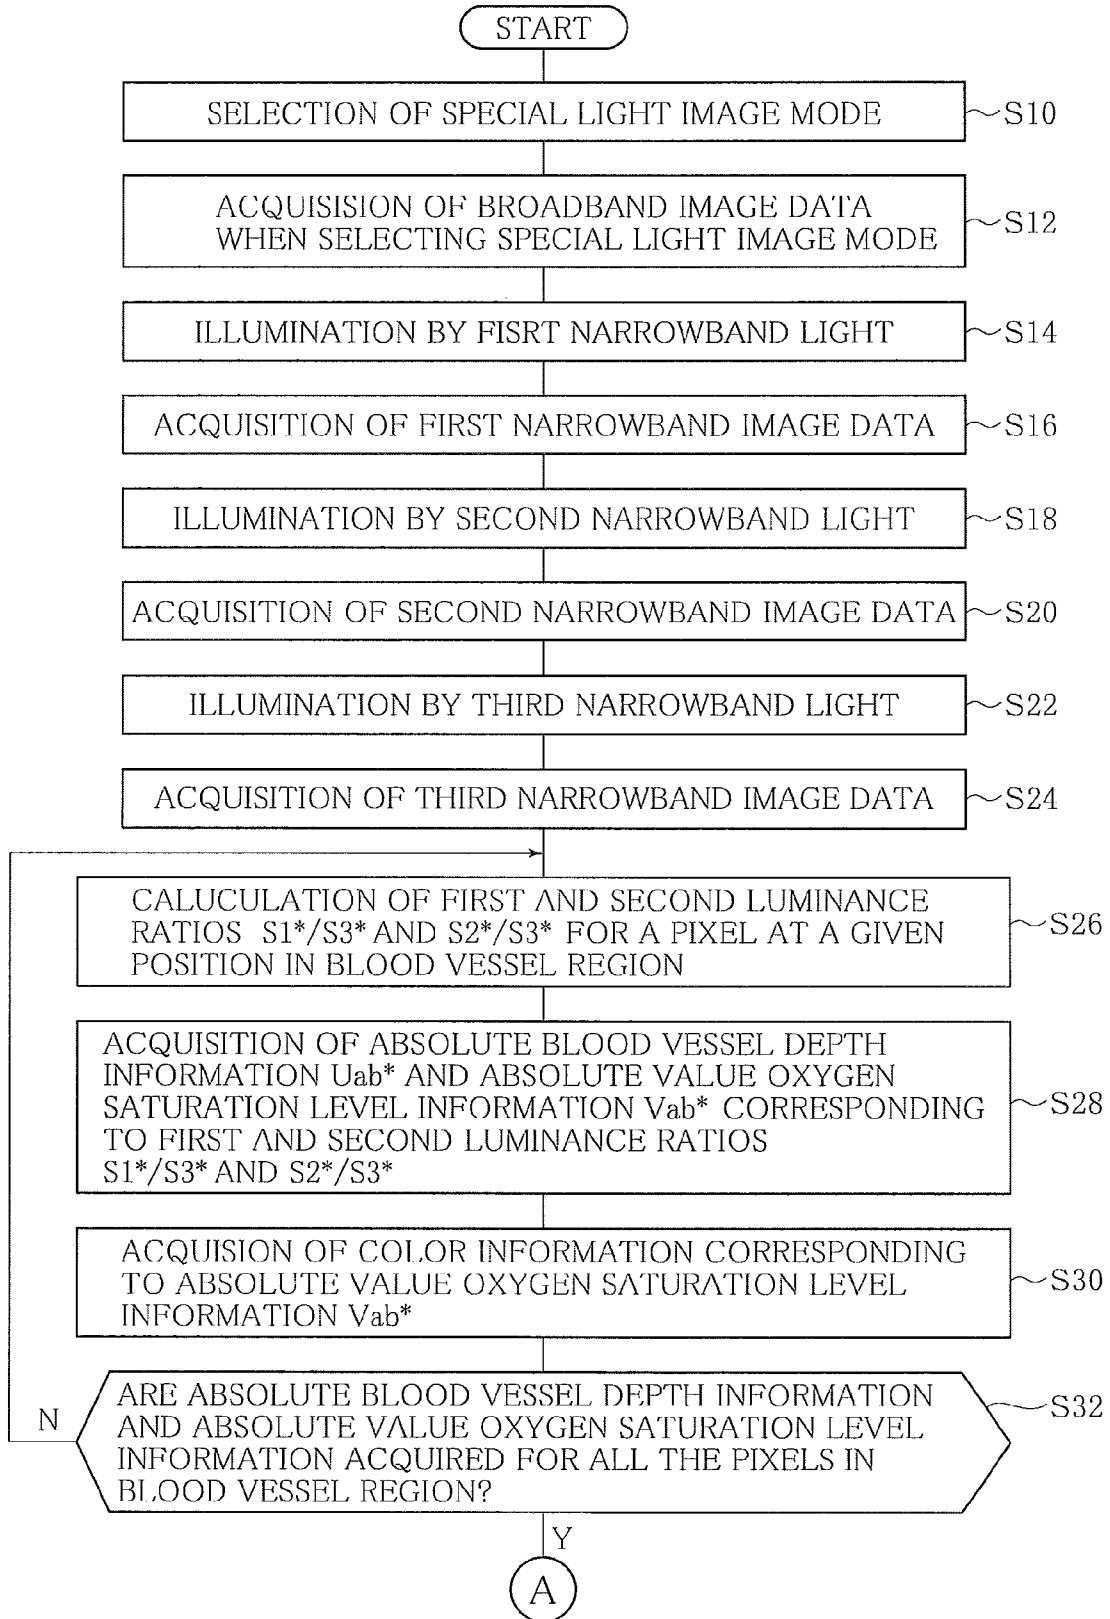 START
SELECTION OF SPECIAL LIGHT IMAGE MODE
S10
ACQUISISION OF BROADBAND IMAGE DATA
WHEN SELECTING SPECIAL LIGHT IMAGE MODE
S12
ILLUMINATION BY FISRT NARROWBAND LIGHT
S14
ACQUISITION OF FIRST NARROWBAND IMAGE DATA
S16
ILLUMINATION BY SECOND NARROWBAND LIGHT
S18
ACQUISITION OF SECOND NARROWBAND IMAGE DATA
S20
ILLUMINATION BY THIRD NARROWBAND LIGHT
S22
ACQUISITION OF THIRD NARROWBAND IMAGE DATA
S24
CALUCULATION OF FIRST AND SECOND LUMINANCE
RATIOS S1*/S3* AND S2*/S3* FOR A PIXEL AT A GIVEN
POSITION IN BLOOD VESSEL REGION
S26
ACQUISITION OF ABSOLUTE BLOOD VESSEL DEPTH
INFORMATION Uab* AND ABSOLUTE VALUE OXYGEN
SATURATION LEVEL INFORMATION Vab* CORRESPONDING
TO FIRST AND SECOND LUMINANCE RATIOS
S1*/S3* AND S2*/S3*
S28
ACQUISION OF COLOR INFORMATION CORRESPONDING
TO ABSOLUTE VALUE OXYGEN SATURATION LEVEL
INFORMATION Vab*
S30
ARE ABSOLUTE BLOOD VESSEL DEPTH INFORMATION
AND ABSOLUTE VALUE OXYGEN SATURATION LEVEL
INFORMATION ACQUIRED FOR ALL THE PIXELS IN
BLOOD VESSEL REGION?
S32
N
Y
A